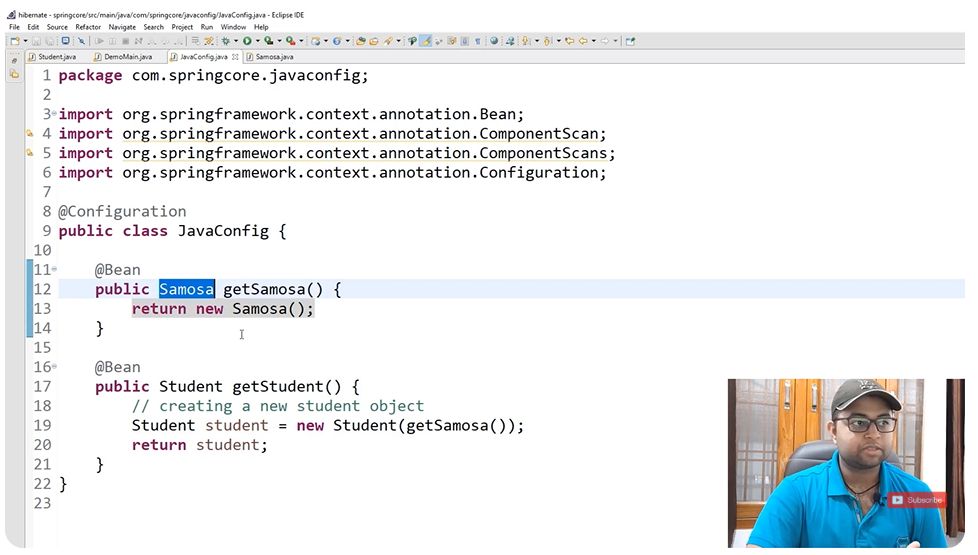 hibernate - springcore/src/main/java/com/springcore/javaconfig/JavaConfig.java - Eclipse IDE
File Edit Source Refactor Navigate Search Project Run Window Help
Student.java DemoMain.java JavaConfig.java Samosa.java
1 package com.springcore.javaconfig;
2
3 import org.springframework.context.annotation.Bean;
4 import org.springframework.context.annotation.ComponentScan;
5 import org.springframework.context.annotation.ComponentScans;
6 import org.springframework.context.annotation.Configuration;
7
8 @Configuration
9 public class JavaConfig {
10
11 @Bean
12 public Samosa getSamosa() {
13 return new Samosa();
14 }
15
16 @Bean
17 public Student getStudent() {
18 // creating a new student object
19 Student student = new Student(getSamosa());
20 return student;
21 }
22 }
23
Subscribe